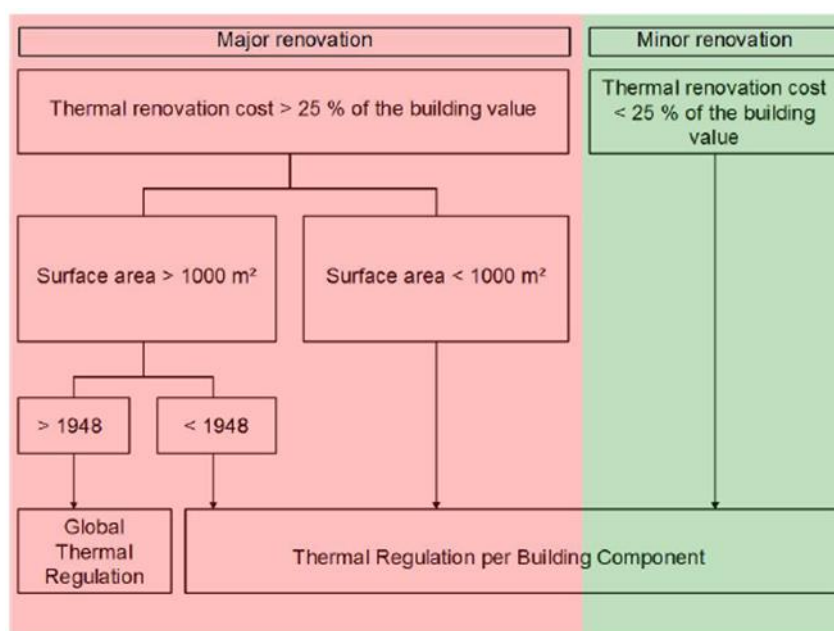 Major renovation
Minor renovation
Thermal renovation cost > 25 % of the building value
Thermal renovation cost
< 25 % of the building
value
Surface area > 1000 m²
Surface area < 1000 m²
> 1948
< 1948
Global
Thermal
Regulation
Thermal Regulation per Building Component